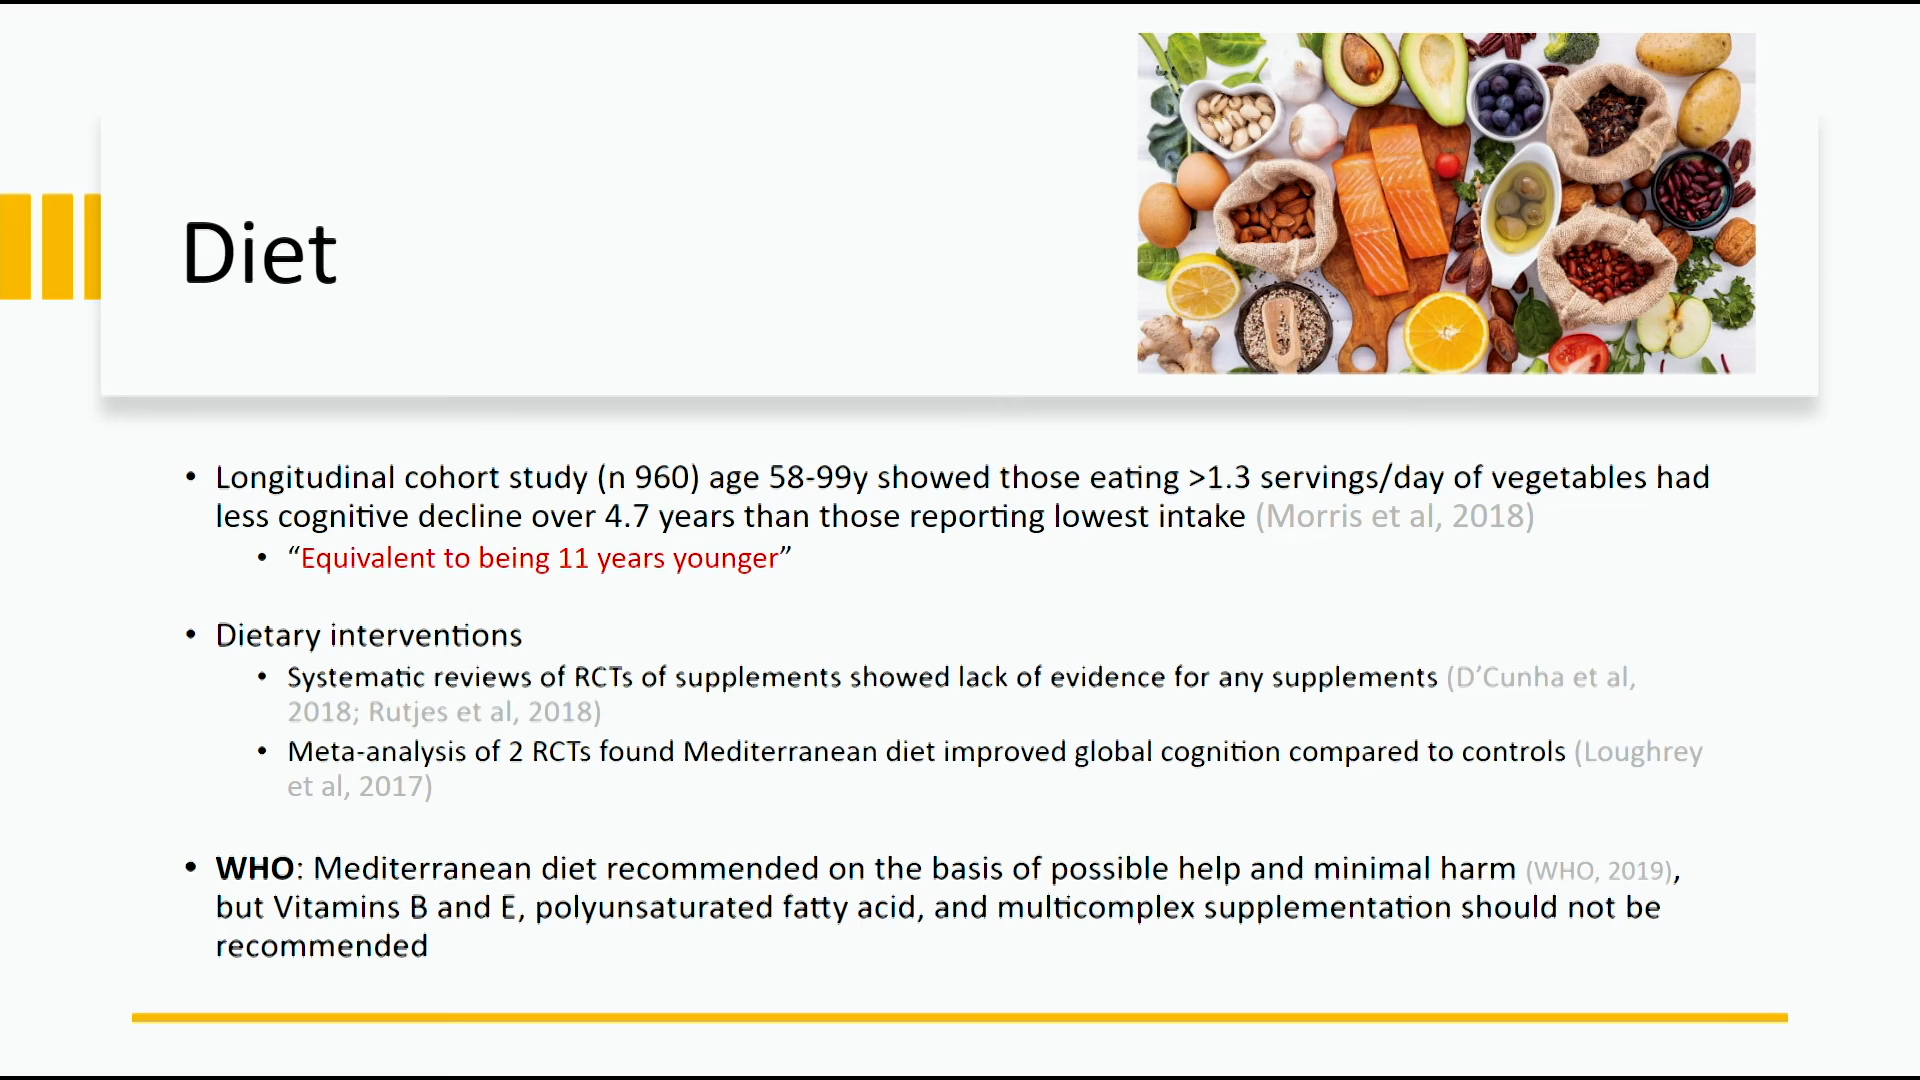 Diet
• Longitudinal cohort study (n 960) age 58-99y showed those eating >1.3 servings/day of vegetables had
less cognitive decline over 4.7 years than those reporting lowest intake (Morris et al, 2018)
• “Equivalent to being 11 years younger”
• Dietary interventions
• Systematic reviews of RCTs of supplements showed lack of evidence for any supplements (D’Cunha et al,
2018; Rutjes et al, 2018)
• Meta-analysis of 2 RCTs found Mediterranean diet improved global cognition compared to controls (Loughrey
et al, 2017)
• WHO: Mediterranean diet recommended on the basis of possible help and minimal harm (WHO, 2019),
but Vitamins B and E, polyunsaturated fatty acid, and multicomplex supplementation should not be
recommended